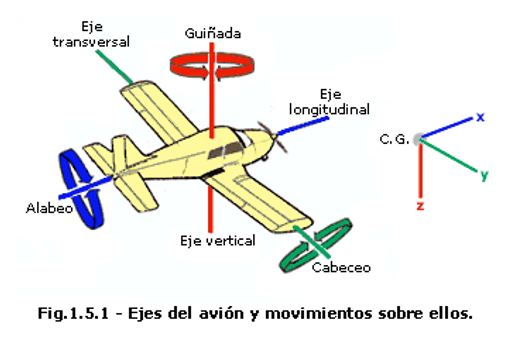 Eje
transversal
Guiñada
Eje
longitudinal
C.G.
x
y
z
Alabeo
Eje vertical
Cabeceo
Fig.1.5.1 - Ejes del avión y movimientos sobre ellos.